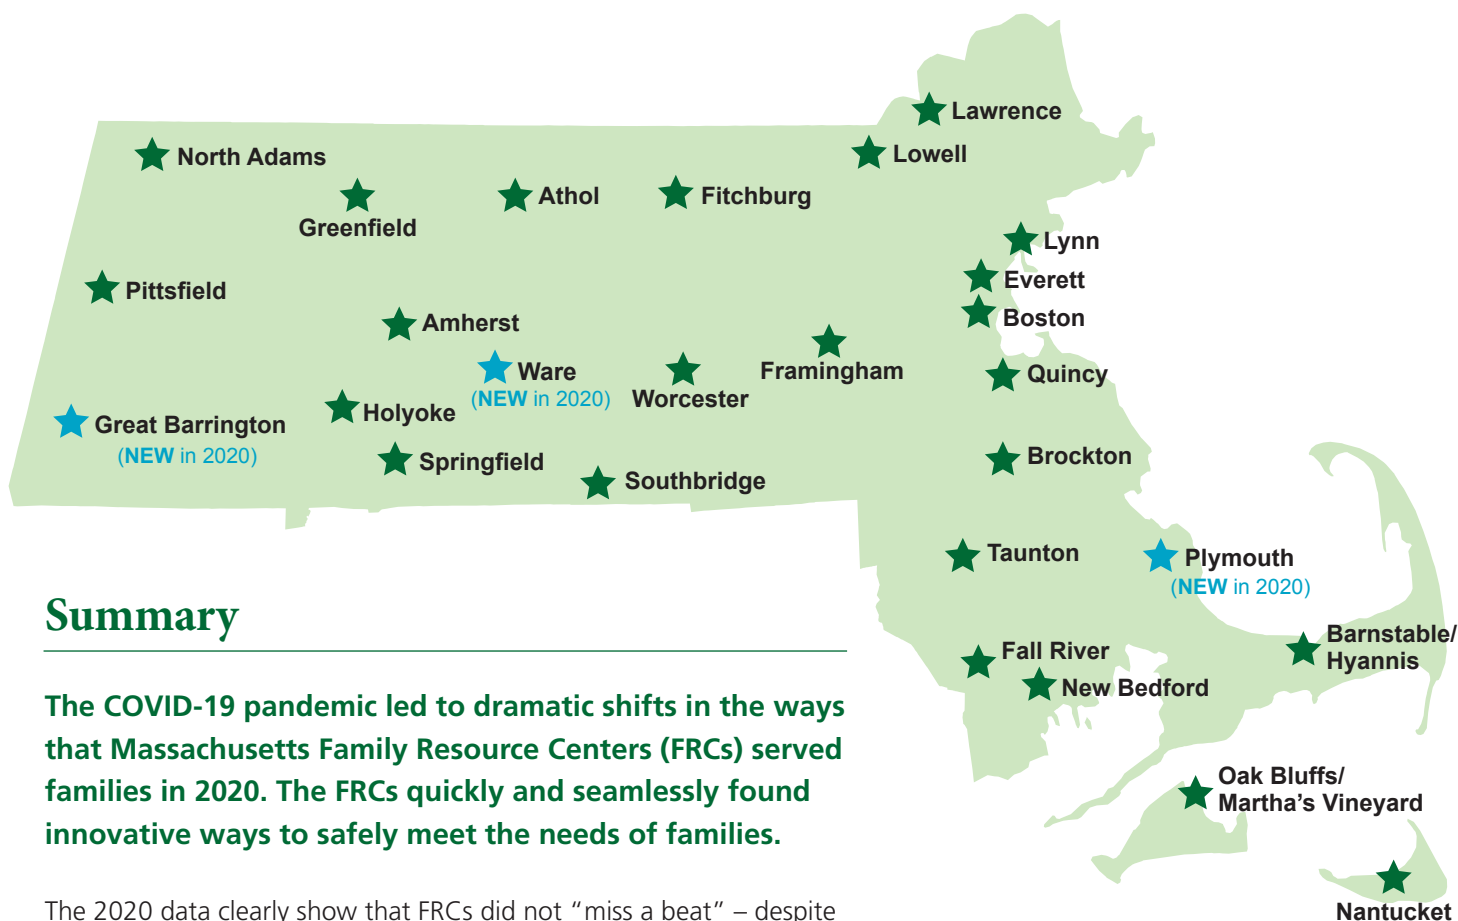 Lawrence
Lowell
North Adams
Athol
Fitchburg
Greenfield
Lynn
Everett
Pittsfield
Boston
Amherst
Ware
(NEW in 2020)
Framingham
Quincy
Worcester
Holyoke
Great Barrington
(NEW in 2020)
Springfield
Brockton
Southbridge
Taunton
Plymouth
(NEW in 2020)
Barnstable/
Hyannis
Fall River
New Bedford
Oak Bluffs/
Martha's Vineyard
Nantucket
Summary
The COVID-19 pandemic led to dramatic shifts in the ways
that Massachusetts Family Resource Centers (FRCs) served
families in 2020. The FRCs quickly and seamlessly found
innovative ways to safely meet the needs of families.
The 2020 data clearly show that FRCs did not “miss a beat” – despite